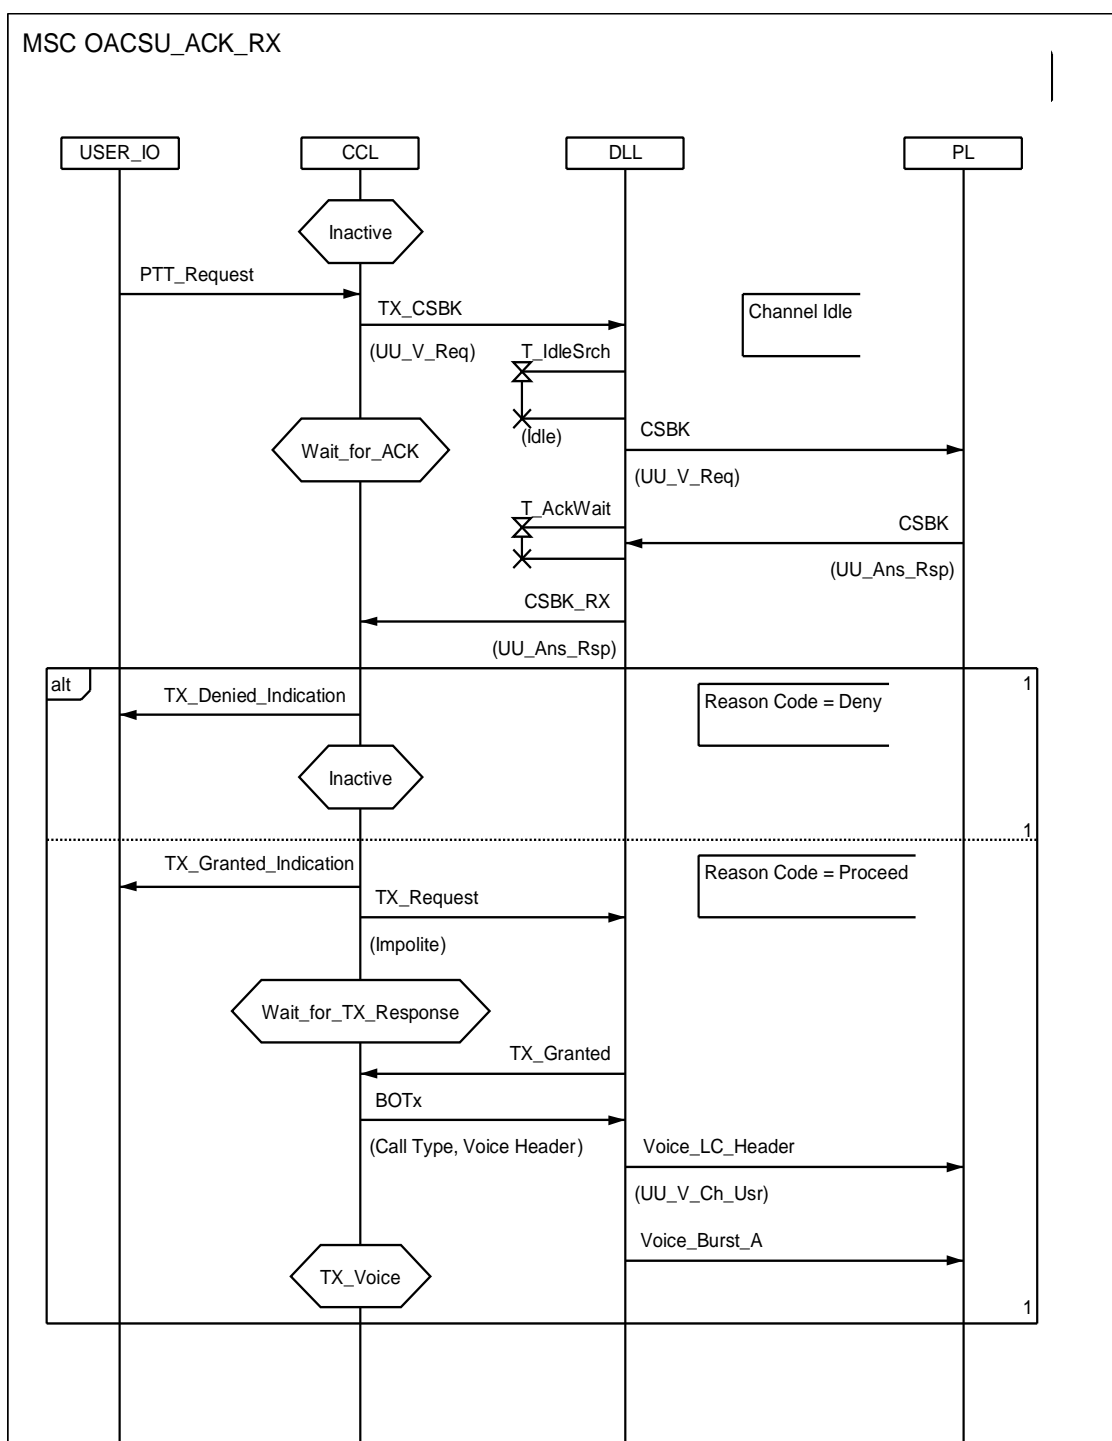 MSC OACSU_ACK_RX
USER_IO
CCL
DLL
PL
Inactive
PTT_Request
TX_CSBK
Channel Idle
(UU_V_Req)
T_IdleSrch
(Idle)
CSBK
Wait_for_ACK
(UU_V_Req)
T_AckWait
CSBK
(UU_Ans_Rsp)
CSBK_RX
(UU_Ans_Rsp)
alt
1
TX_Denied_Indication
Reason Code = Deny
Inactive
1
TX_Granted_Indication
Reason Code = Proceed
TX_Request
(Impolite)
Wait_for_TX_Response
TX_Granted
BOTx
(Call Type, Voice Header)
Voice_LC_Header
(UU_V_Ch_Usr)
Voice_Burst_A
TX_Voice
1